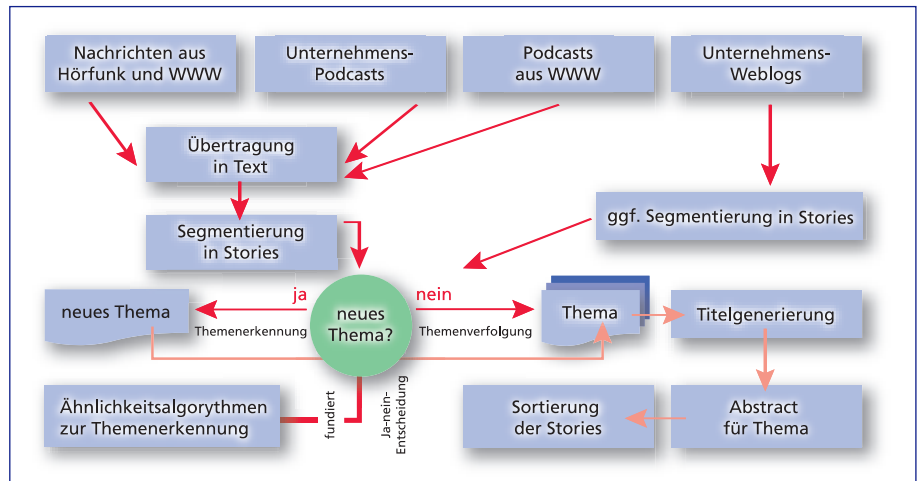 Nachrichten aus
Hörfunk und WWW
Unternehmens-
Podcasts
Podcasts
aus WWW
Unternehmens-
Weblogs
Übertragung
in Text
ggf. Segmentierung in Stories
Segmentierung
in Stories
ja
nein
neues Thema
Themenerkennung
neues
Thema?
Themenverfolgung
Thema
Titelgenerierung
Ähnlichkeitsalgorythmen
zur Themenerkennung
fundiert
Ja-nein-
Entscheidung
Sortierung
der Stories
Abstract
für Thema